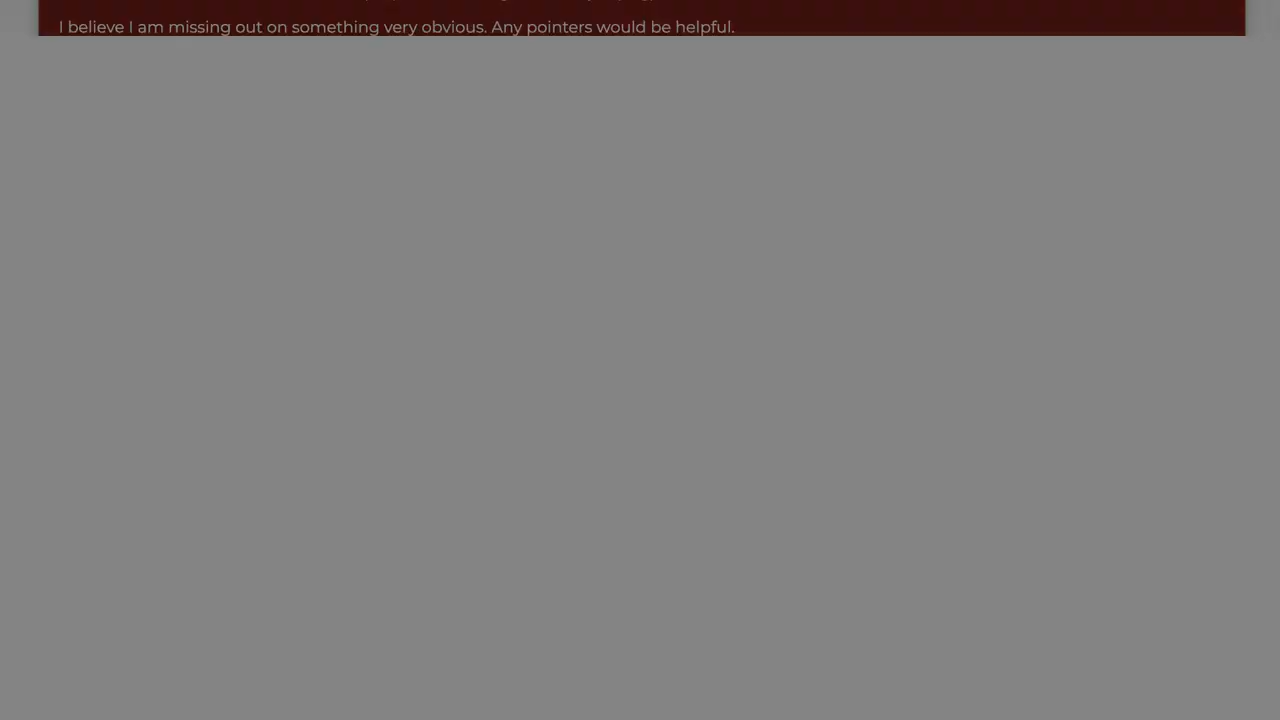 I believe I am missing out on something very obvious. Any pointers would be helpful.